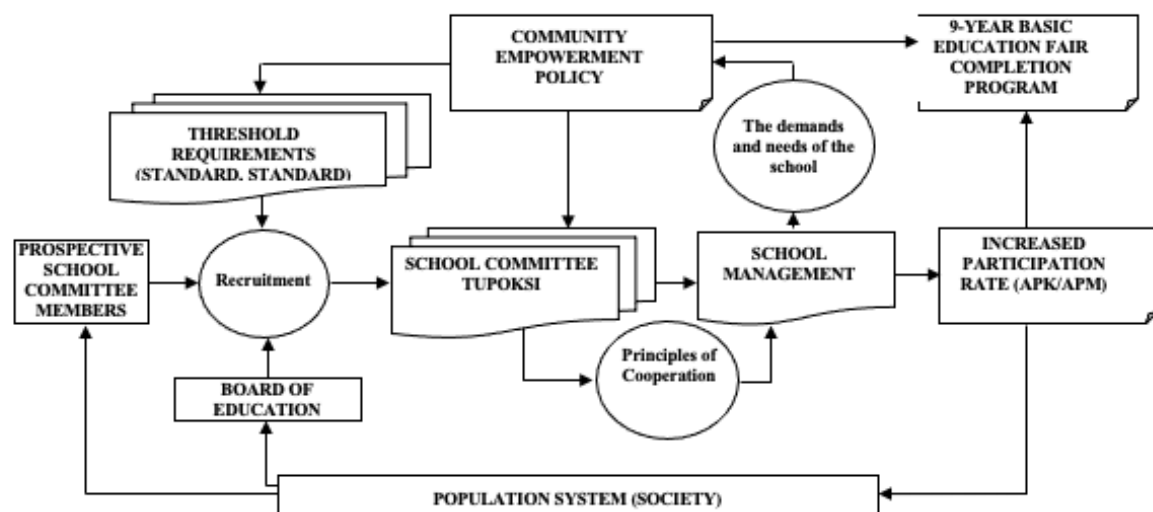 COMMUNITY
EMPOWERMENT
POLICY
9-YEAR BASIC
EDUCATION FAIR
COMPLETION
PROGRAM
The demands
and needs of the
school
THRESHOLD
REQUIREMENTS
(STANDARD, STANDARD)
PROSPECTIVE
SCHOOL
COMMITTEE
MEMBERS
Recruitment
SCHOOL COMMITTEE
TUPOKSI
SCHOOL
MANAGEMENT
INCREASED
PARTICIPATION
RATE (APK/APM)
Principles of
Cooperation
BOARD OF
EDUCATION
POPULATION SYSTEM (SOCIETY)